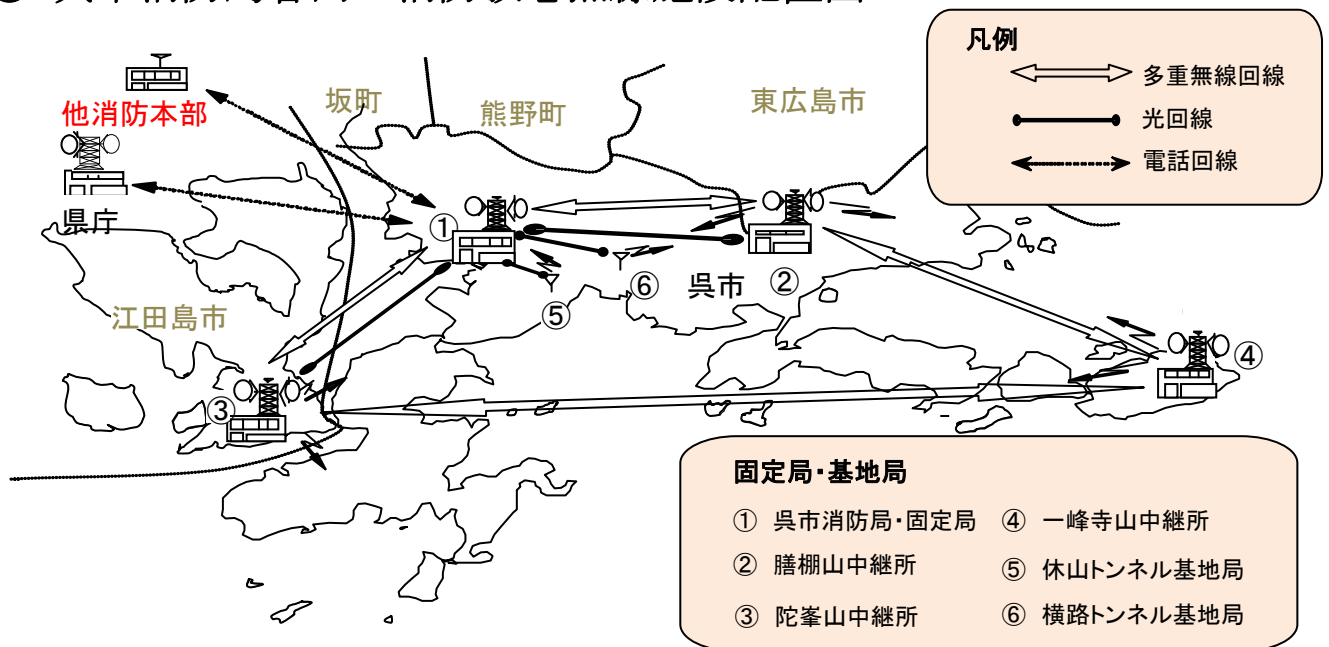 凡例
多重無線回線
光回線
電話回線
坂町
熊野町
東広島市
他消防本部
県庁
①
⑥
呉市
②
⑤
江田島市
④
③
固定局・基地局
① 呉市消防局・固定局
② 膳棚山中継所
③ 陀峯山中継所
④ 一峰寺山中継所
⑤ 休山トンネル基地局
⑥ 横路トンネル基地局